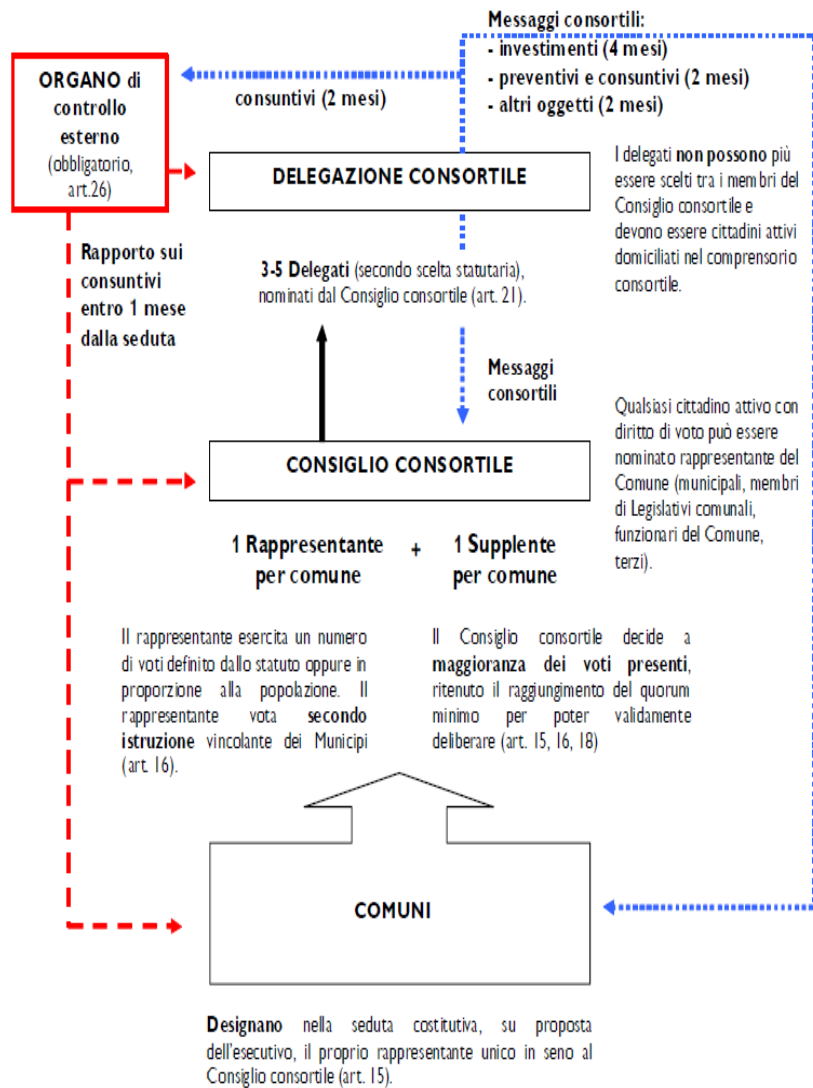 Messaggi consortili:
- investimenti (4 mesi)
- preventivi e consuntivi (2 mesi)
- altri oggetti (2 mesi)
ORGANO di
controllo
esterno
(obbligatorio,
art.26)
consuntivi (2 mesi)
DELEGAZIONE CONSORTILE
I delegati non possono più
essere scelti tra i membri del
Consiglio consortile e
devono essere cittadini attivi
domiciliati nel comprensorio
consortile.
Rapporto sui
consuntivi
entro 1 mese
dalla seduta
3-5 Delegati (secondo scelta statutaria),
nominati dal Consiglio consortile (art. 21).
Messaggi
consortili
CONSIGLIO CONSORTILE
Qualsiasi cittadino attivo con
diritto di voto può essere
nominato rappresentante del
Comune (municipali, membri
di Legislativi comunali,
funzionari del Comune,
terzi).
1 Rappresentante
per comune
+
1 Supplente
per comune
Il rappresentante esercita un numero
di voti definito dallo statuto oppure in
proporzione alla popolazione. Il
rappresentante vota secondo
istruzione vincolante dei Municipi
(art. 16).
Il Consiglio consortile decide a
maggioranza dei voti presenti,
ritenuto il raggiungimento del quorum
minimo per poter validamente
deliberare (art. 15, 16, 18)
COMUNI
Designano nella seduta costitutiva, su proposta
dell'esecutivo, il proprio rappresentante unico in seno al
Consiglio consortile (art. 15).